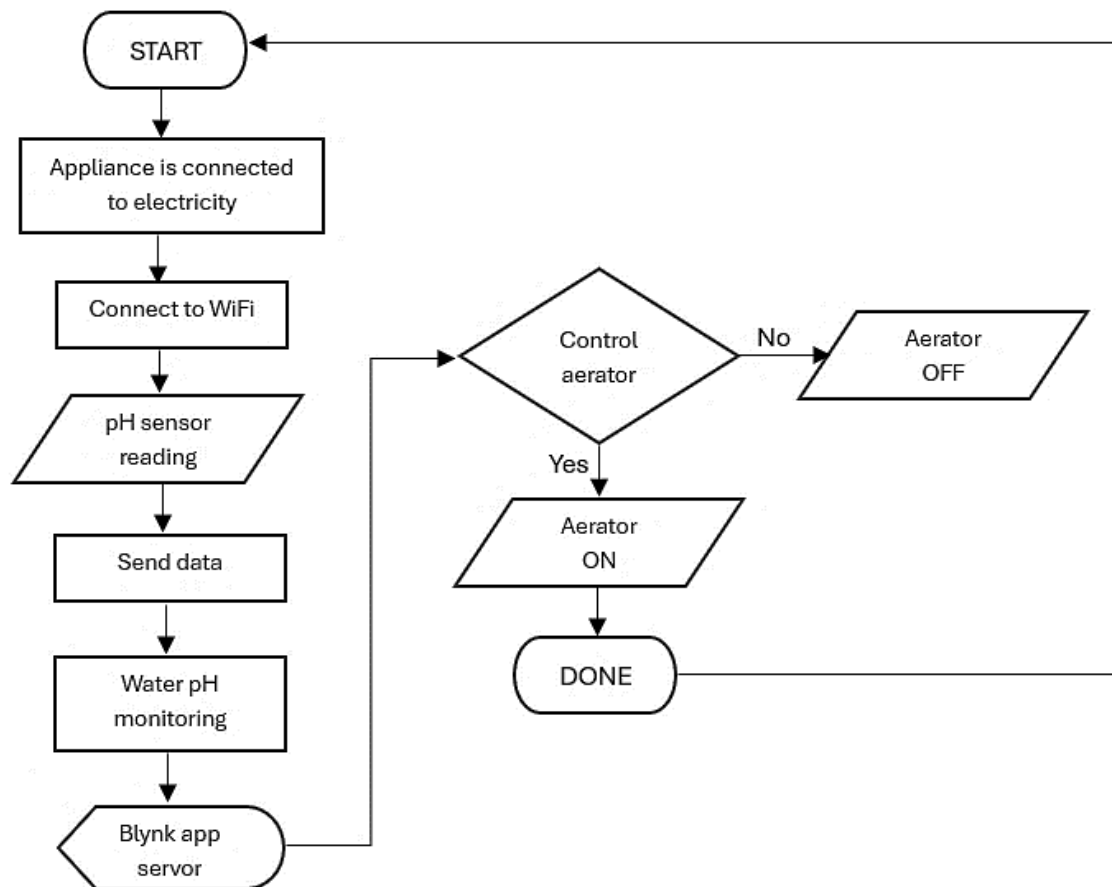 START
Appliance is connected
to electricity
Connect to WiFi
pH sensor
reading
Send data
Water pH
monitoring
Blynk app
servor
Control
aerator
No
Aerator
OFF
Yes
Aerator
ON
DONE